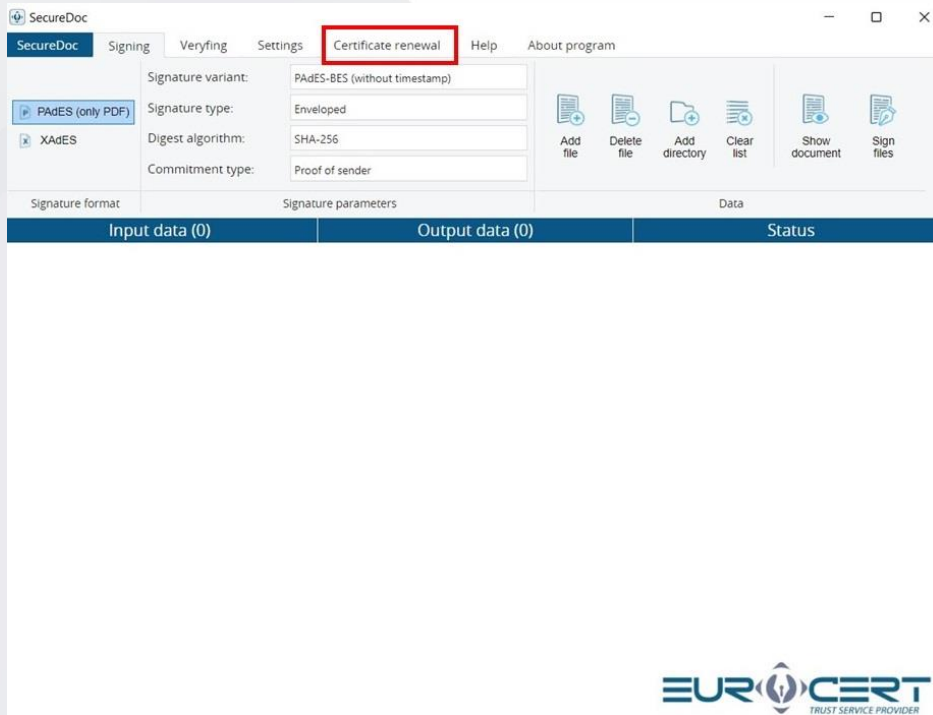 SecureDoc
SecureDoc Signing Veryfing Settings Certificate renewal Help About program
PAdES (only PDF)
XAdES
Signature format
Signature variant: PAdES-BES (without timestamp)
Signature type: Enveloped
Digest algorithm: SHA-256
Commitment type: Proof of sender
Signature parameters
Add file
Delete file
Add directory
Clear list
Show document
Sign files
Data
Input data (0) Output data (0) Status
EUROCERT
TRUST SERVICE PROVIDER